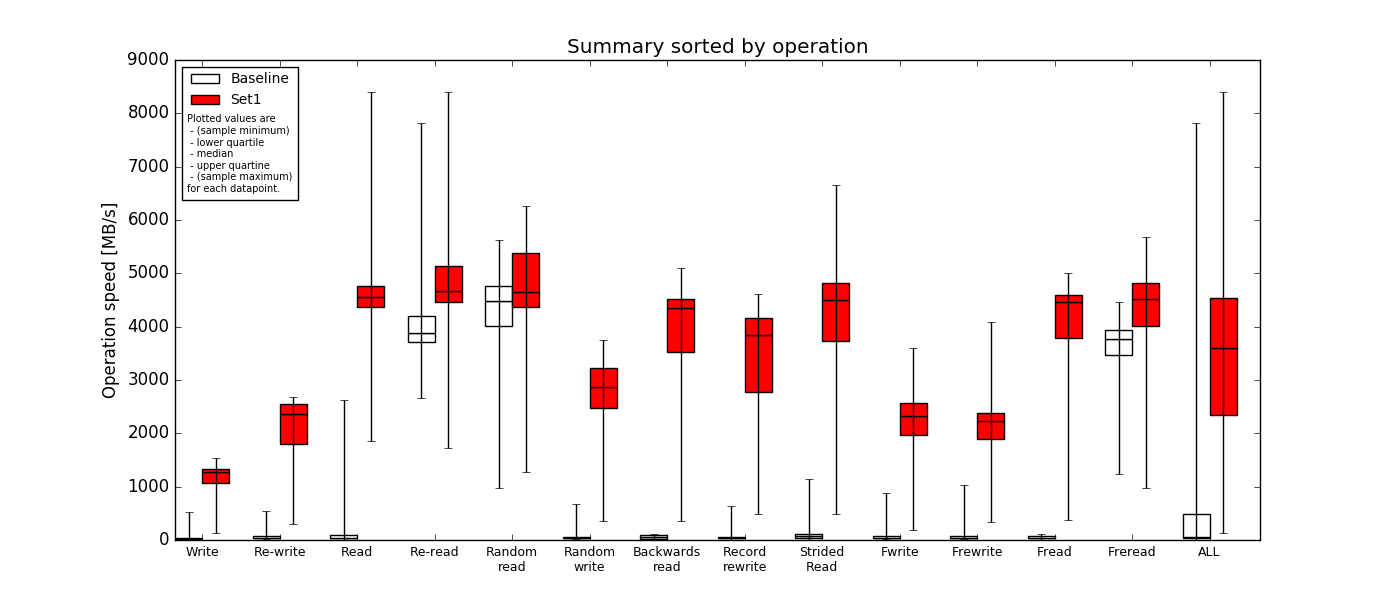 Summary sorted by operation
9000
8000
7000
6000
5000
4000
3000
2000
1000
0
Operation speed [MB/s]
Baseline
Set1
Plotted values are
- (sample minimum)
- lower quartile
- median
- upper quartine
- (sample maximum)
for each datapoint.
Write
Re-write
Read
Re-read
Random
read
Random
write
Backwards
read
Record
rewrite
Strided
Read
Fwrite
Frewrite
Fread
Freread
ALL